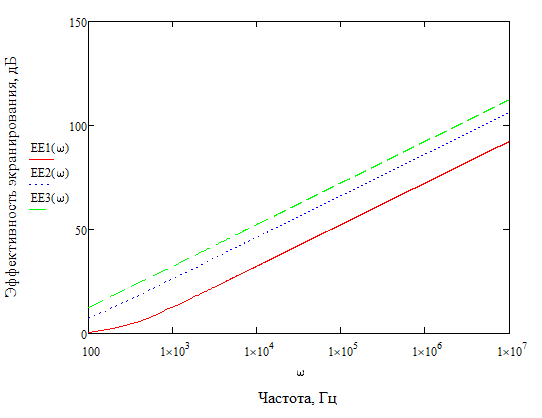 Эффективность экранирования, дБ
150
100
50
0
EE1(ω)
EE2(ω)
EE3(ω)
100 1×10³ 1×10⁴ 1×10⁵ 1×10⁶ 1×10⁷
ω
Частота, Гц